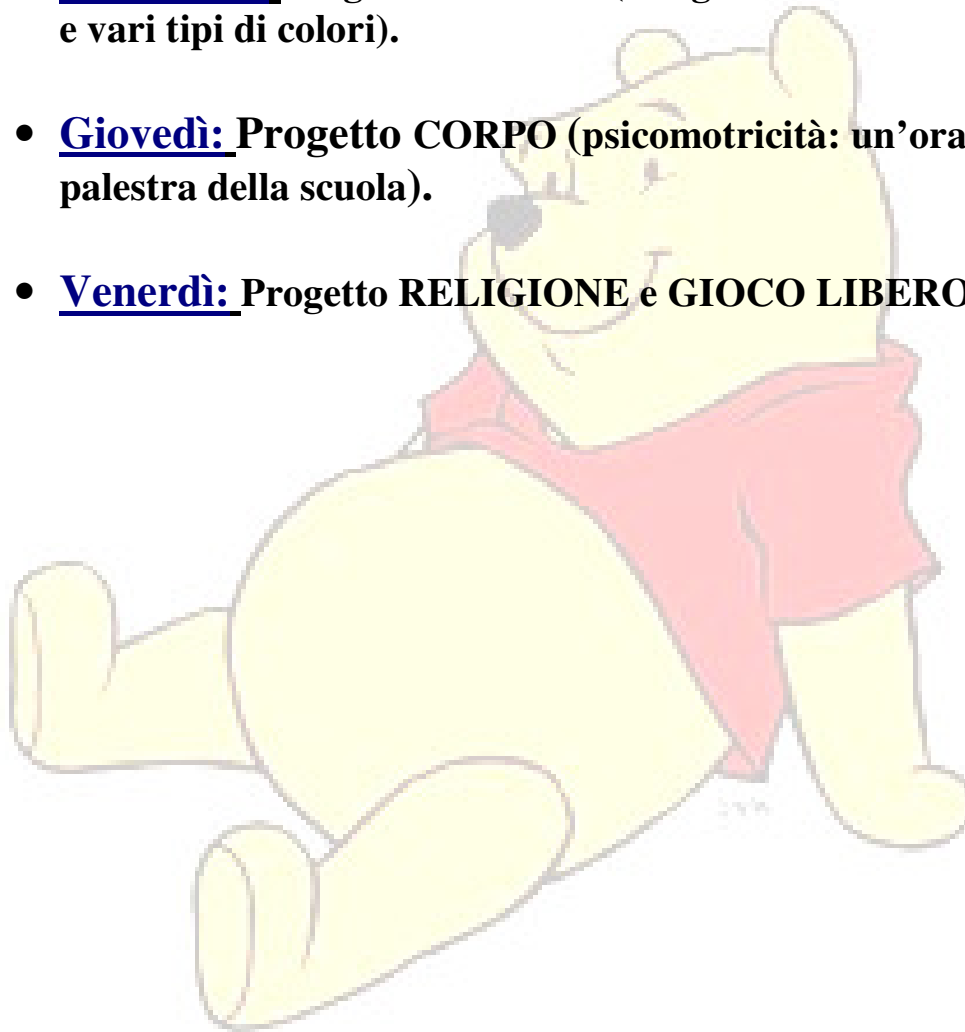 e vari tipi di colori).
• Giovedì: Progetto CORPO (psicomotricità: un’ora
palestra della scuola).
• Venerdì: Progetto RELIGIONE e GIOCO LIBERO